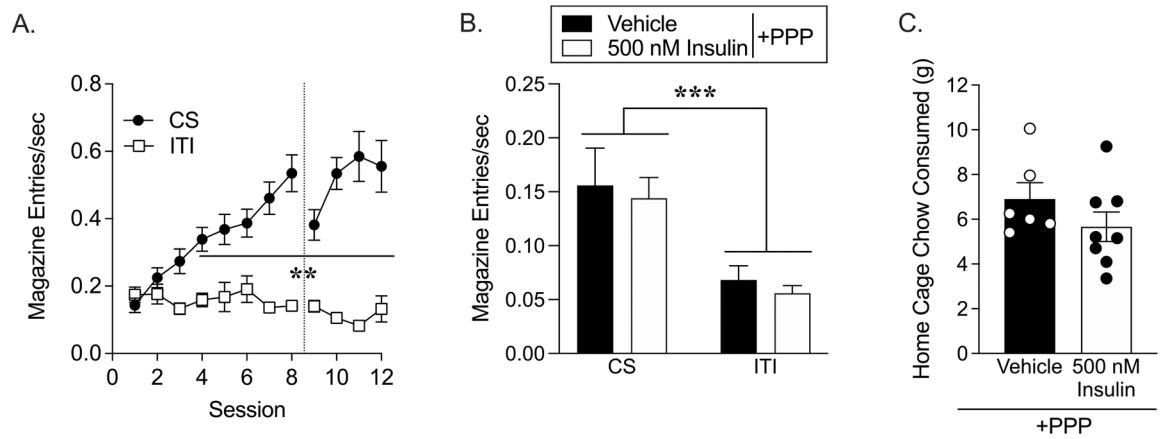 A.
Magazine Entries/sec
0.8
0.6
0.4
0.2
0.0
CS
ITI
**
0 2 4 6 8 10 12
Session
B.
Vehicle
500 nM Insulin
+PPP
Magazine Entries/sec
0.25
0.20
0.15
0.10
0.05
0.00
***
CS ITI
C.
Home Cage Chow Consumed (g)
12
10
8
6
4
2
0
Vehicle 500 nM
Insulin
+PPP